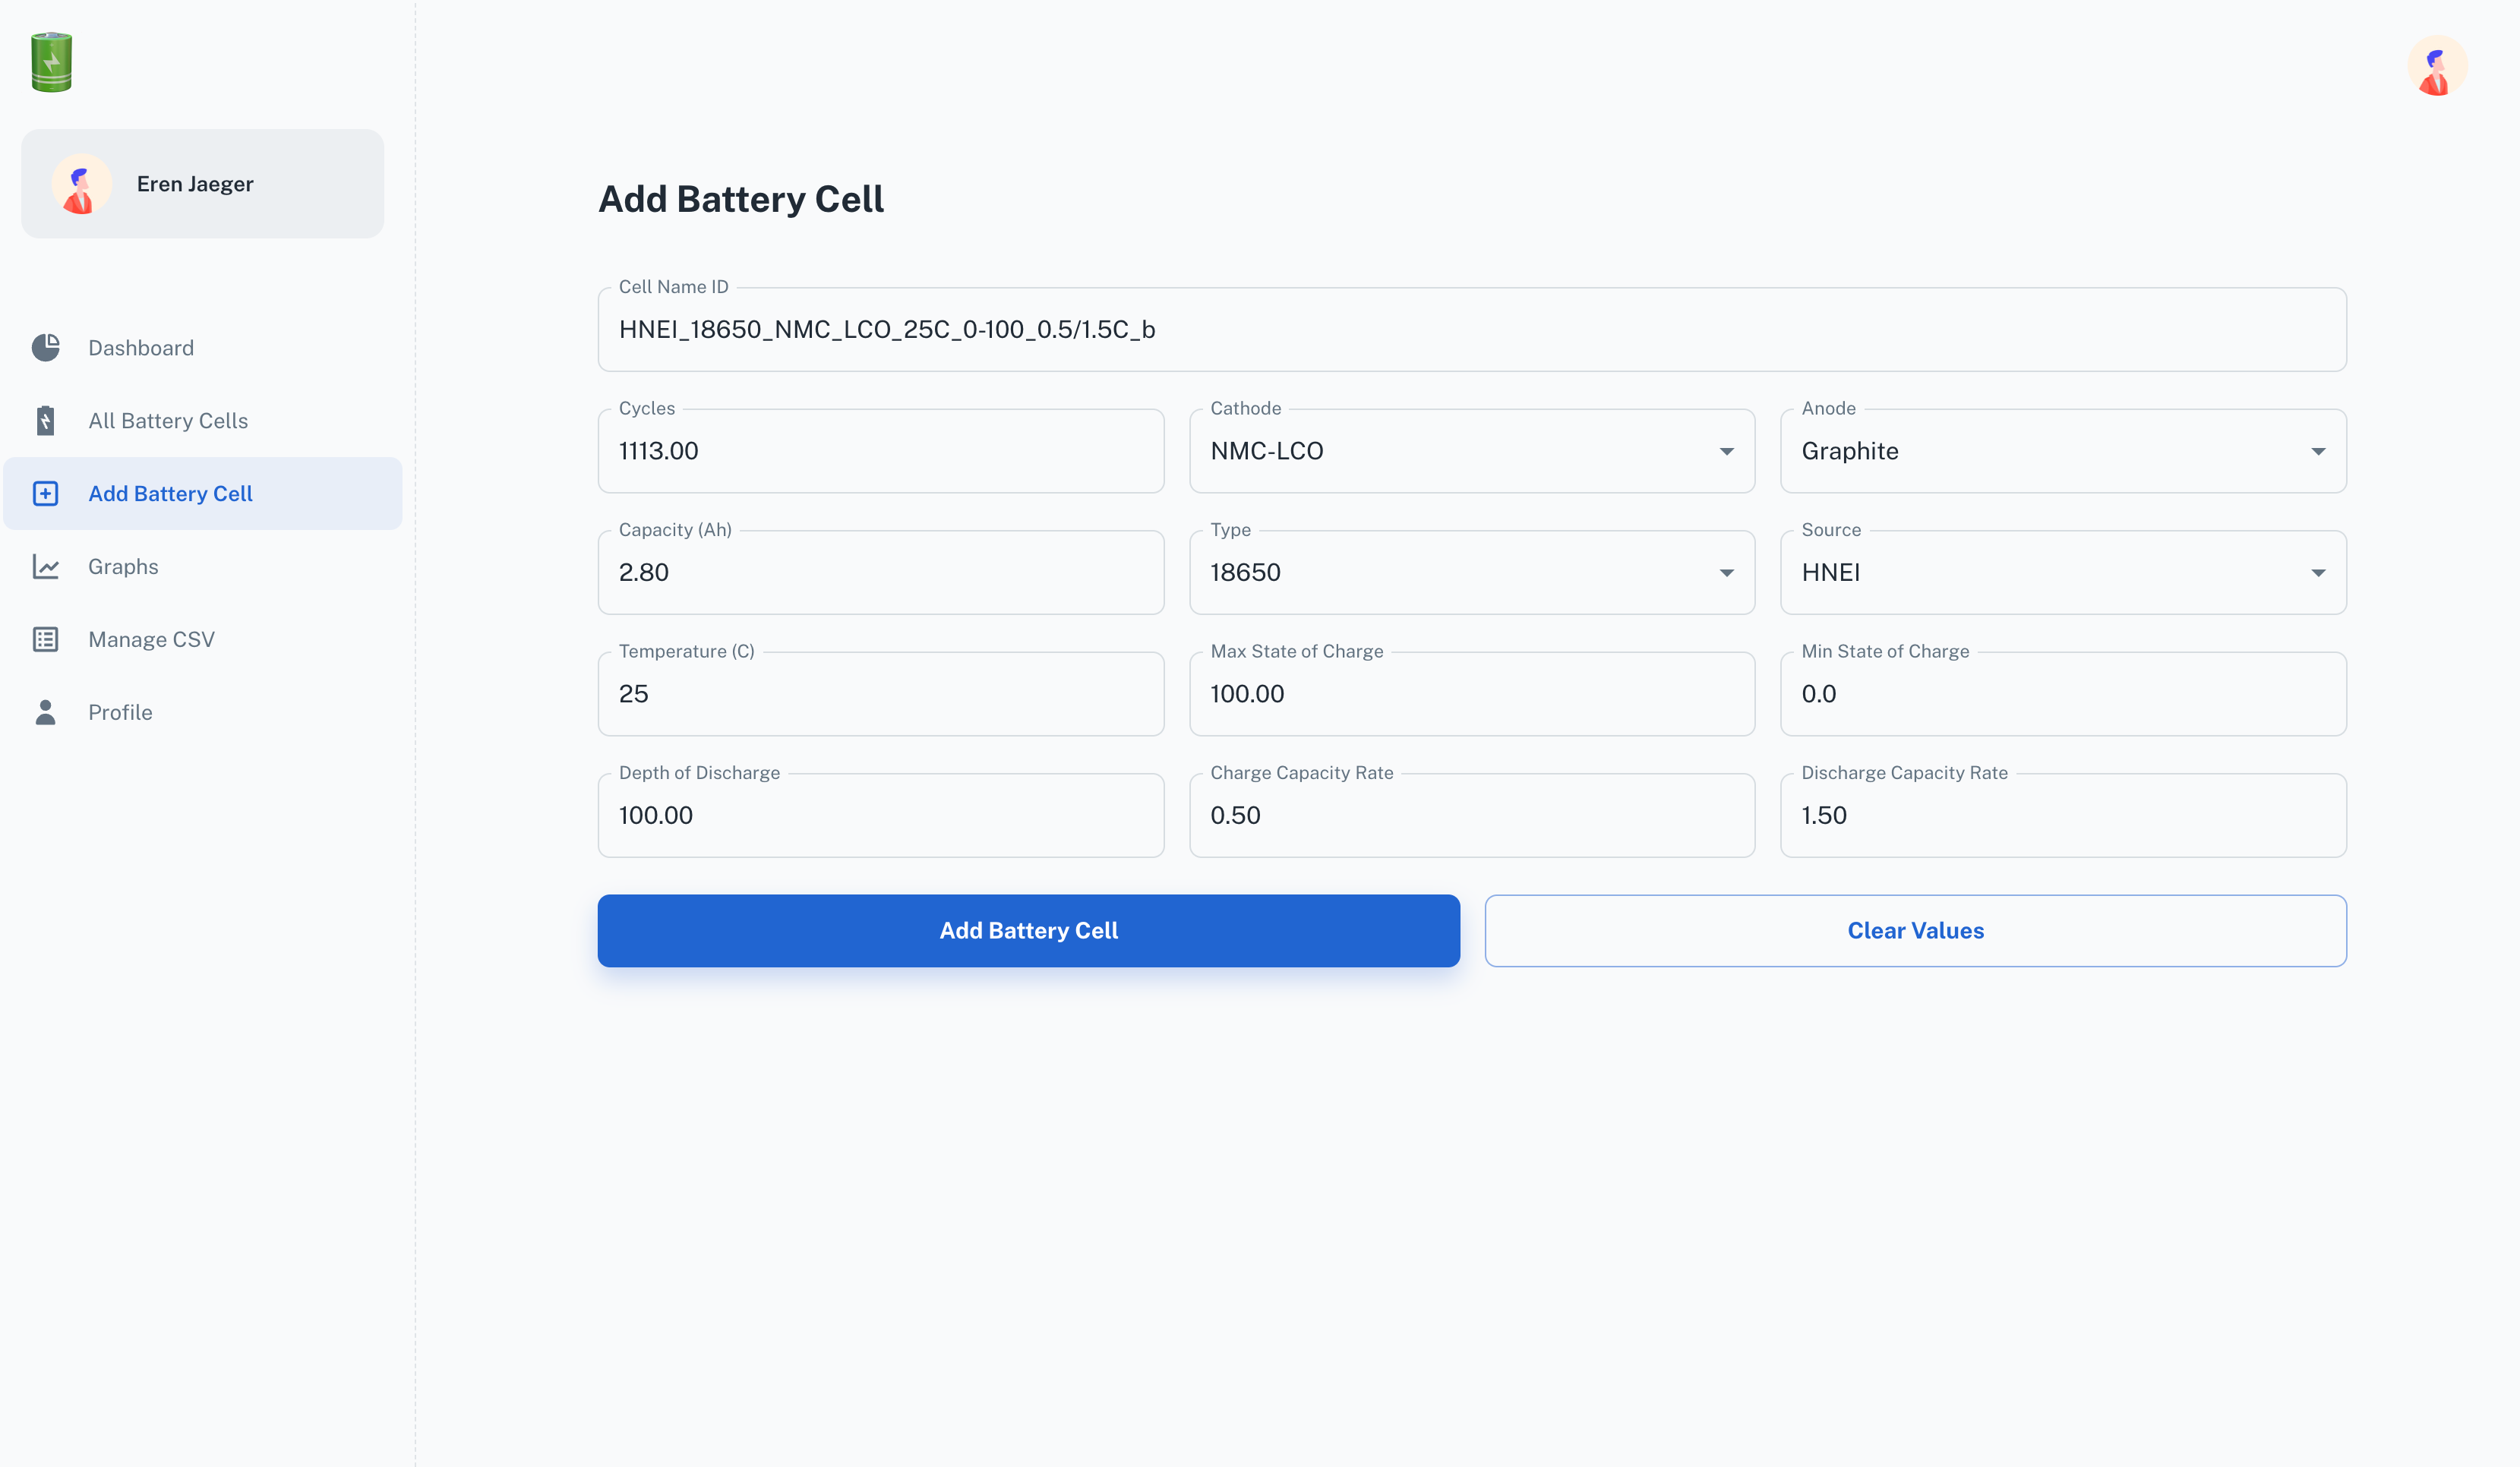 Eren Jaeger
Dashboard
All Battery Cells
Add Battery Cell
Graphs
Manage CSV
Profile
Add Battery Cell
Cell Name ID
HNEI_18650_NMC_LCO_25C_0-100_0.5/1.5C_b
Cycles
1113.00
Cathode
NMC-LCO
Anode
Graphite
Capacity (Ah)
2.80
Type
18650
Source
HNEI
Temperature (C)
25
Max State of Charge
100.00
Min State of Charge
0.0
Depth of Discharge
100.00
Charge Capacity Rate
0.50
Discharge Capacity Rate
1.50
Add Battery Cell
Clear Values